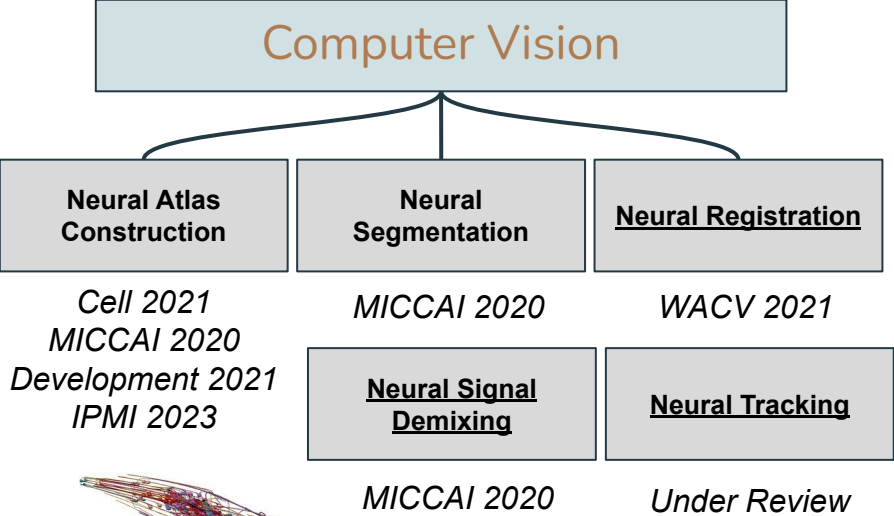 Computer Vision
Neural Atlas
Construction
Neural
Segmentation
Neural Registration
Cell 2021
MICCAI 2020
Development 2021
IPMI 2023
MICCAI 2020
WACV 2021
Neural Signal
Demixing
Neural Tracking
MICCAI 2020
Under Review